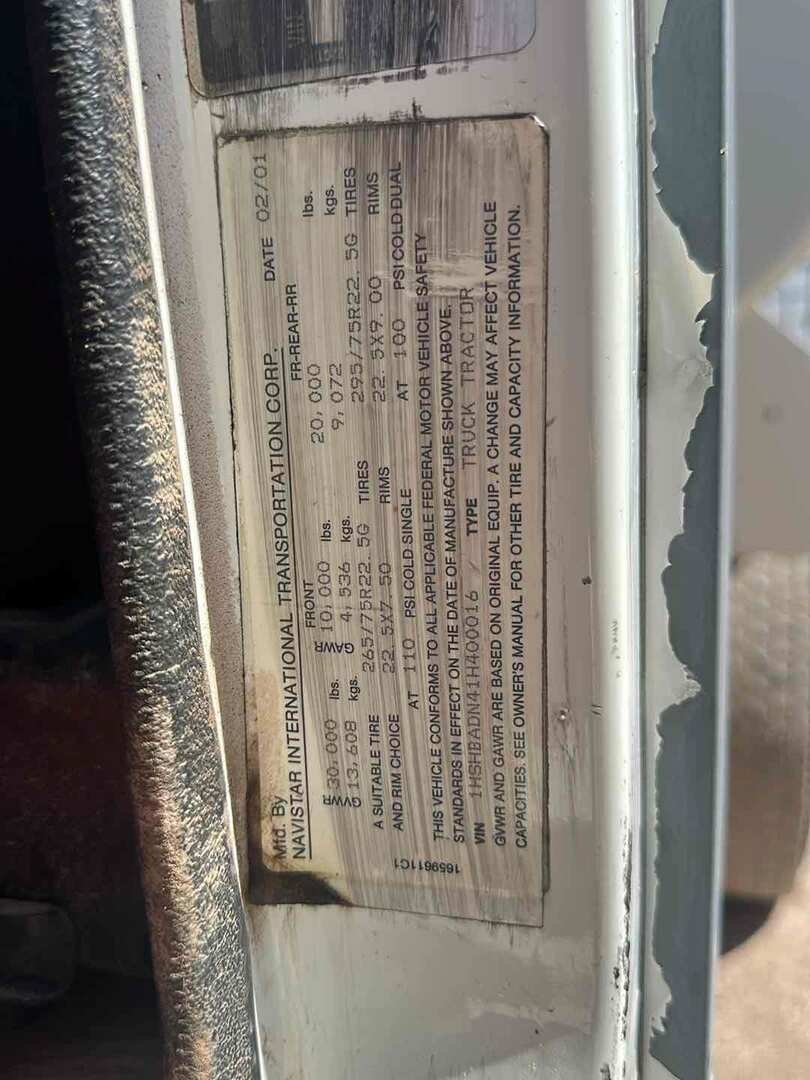 Mfd. By
NAVISTAR INTERNATIONAL TRANSPORTATION CORP. DATE 02/01
FRONT FR-REAR-RR
GVWR 30,000 lbs. GAWR 10,000 lbs. 20,000 lbs.
13,608 kgs. 4,536 kgs. 9,072 kgs.
A SUITABLE TIRE 265/75R22.5G TIRES 295/75R22.5G TIRES
AND RIM CHOICE 22.5X7.50 RIMS 22.5X9.00 RIMS
AT 110 PSI COLD SINGLE AT 100 PSI COLD DUAL
THIS VEHICLE CONFORMS TO ALL APPLICABLE FEDERAL MOTOR VEHICLE SAFETY
STANDARDS IN EFFECT ON THE DATE OF MANUFACTURE SHOWN ABOVE.
VIN 1HSHBADN41H400016 / TYPE TRUCK TRACTOR
GVWR AND GAWR ARE BASED ON ORIGINAL EQUIP. A CHANGE MAY AFFECT VEHICLE
CAPACITIES. SEE OWNER'S MANUAL FOR OTHER TIRE AND CAPACITY INFORMATION.
1659611C1